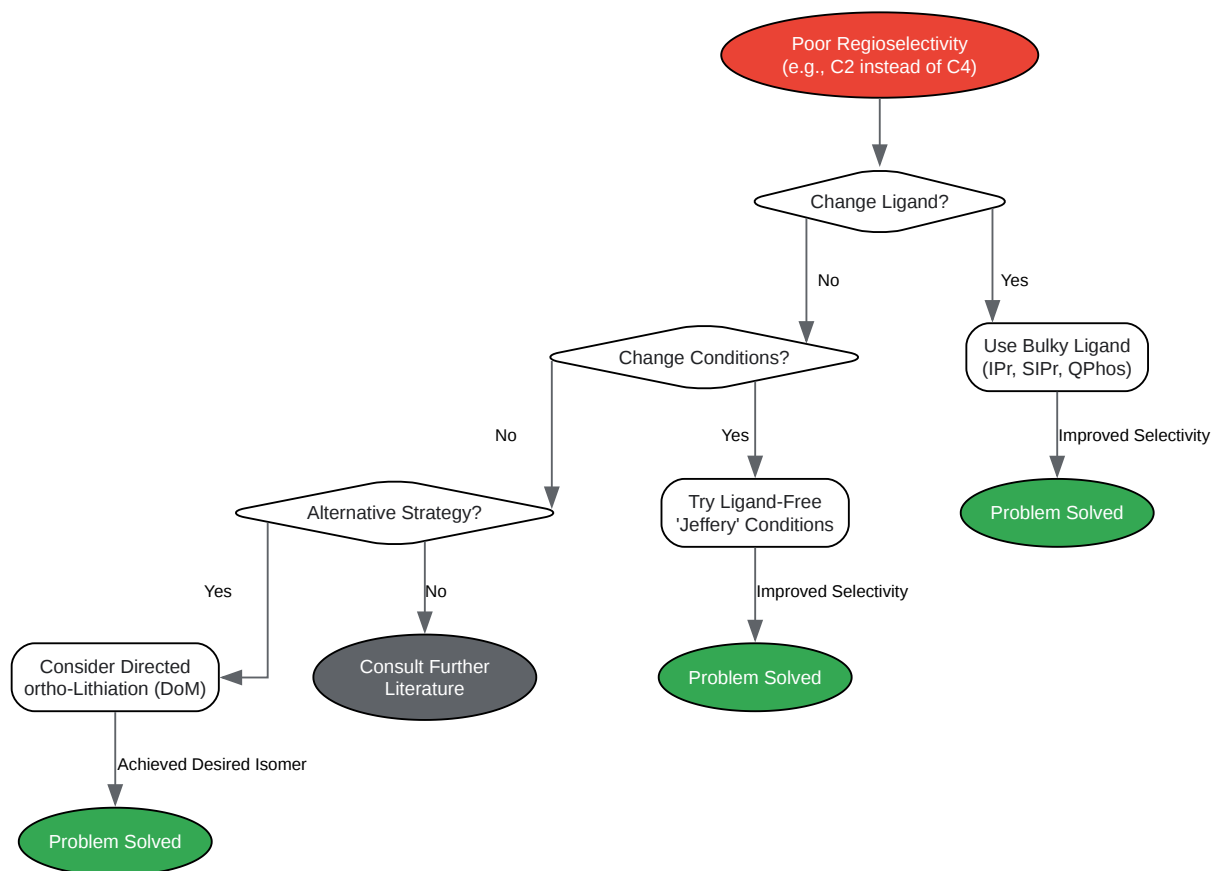 Poor Regioselectivity
(e.g., C2 instead of C4)
Change Ligand?
No
Yes
Change Conditions?
Use Bulky Ligand
(IPr, SIPr, QPhos)
No
Yes
Improved Selectivity
Alternative Strategy?
Try Ligand-Free
'Jeffery' Conditions
Problem Solved
Yes
No
Improved Selectivity
Consider Directed
ortho-Lithiation (DoM)
Consult Further
Literature
Problem Solved
Achieved Desired Isomer
Problem Solved